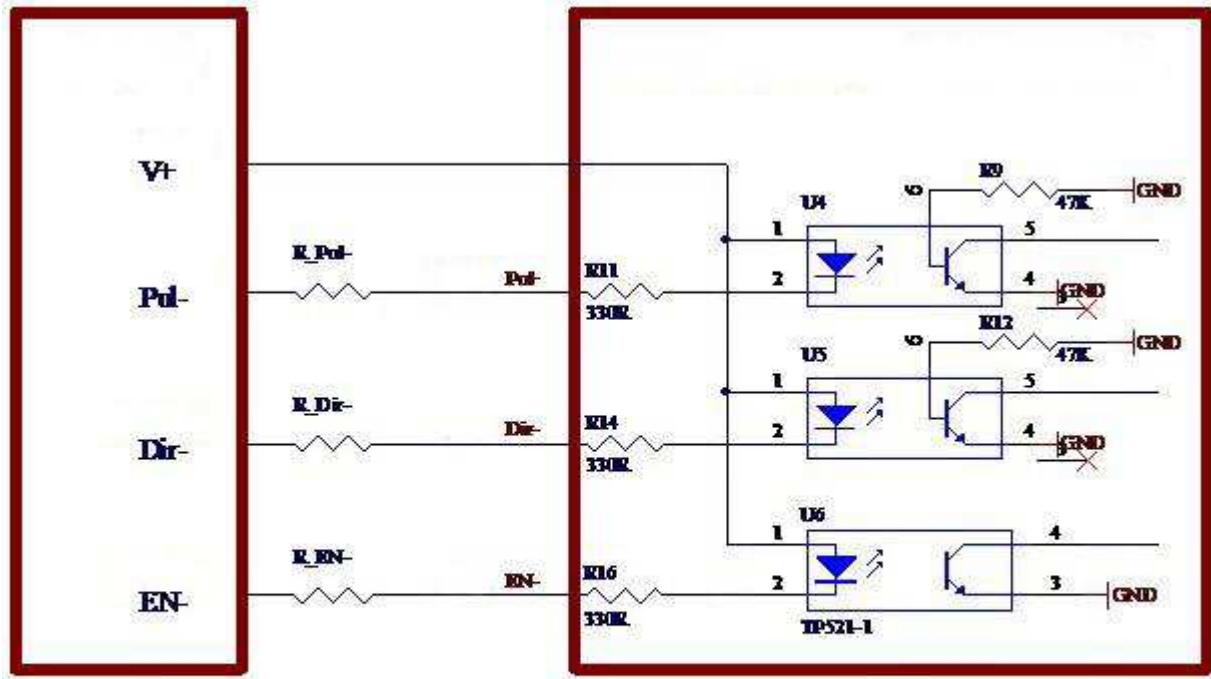 V+
R9
GND
6
47K
U4
1
5
R_Pul-
Pul-
R11
2
4
GND
Pul-
330R
3
R12
GND
6
47K
U5
1
5
R_Dir-
Dir-
R14
2
4
GND
Dir-
330R
3
U6
1
4
R_EN-
EN-
R16
2
3
GND
EN-
330R
TP521-1